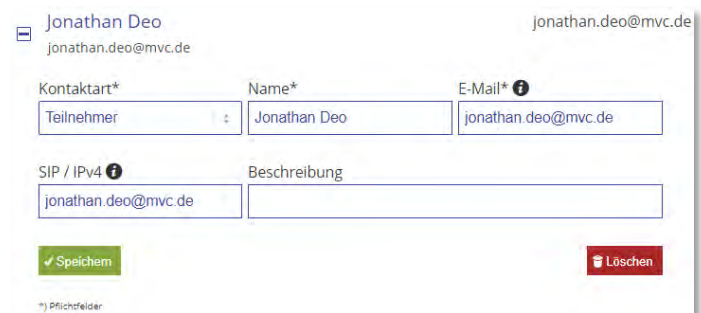 Jonathan Deo jonathan.deo@mvc.de
jonathan.deo@mvc.de
Kontaktart* Name* E-Mail*
Teilnehmer Jonathan Deo jonathan.deo@mvc.de
SIP / IPv4 Beschreibung
jonathan.deo@mvc.de
Speichern Löschen
*) Pflichtfelder